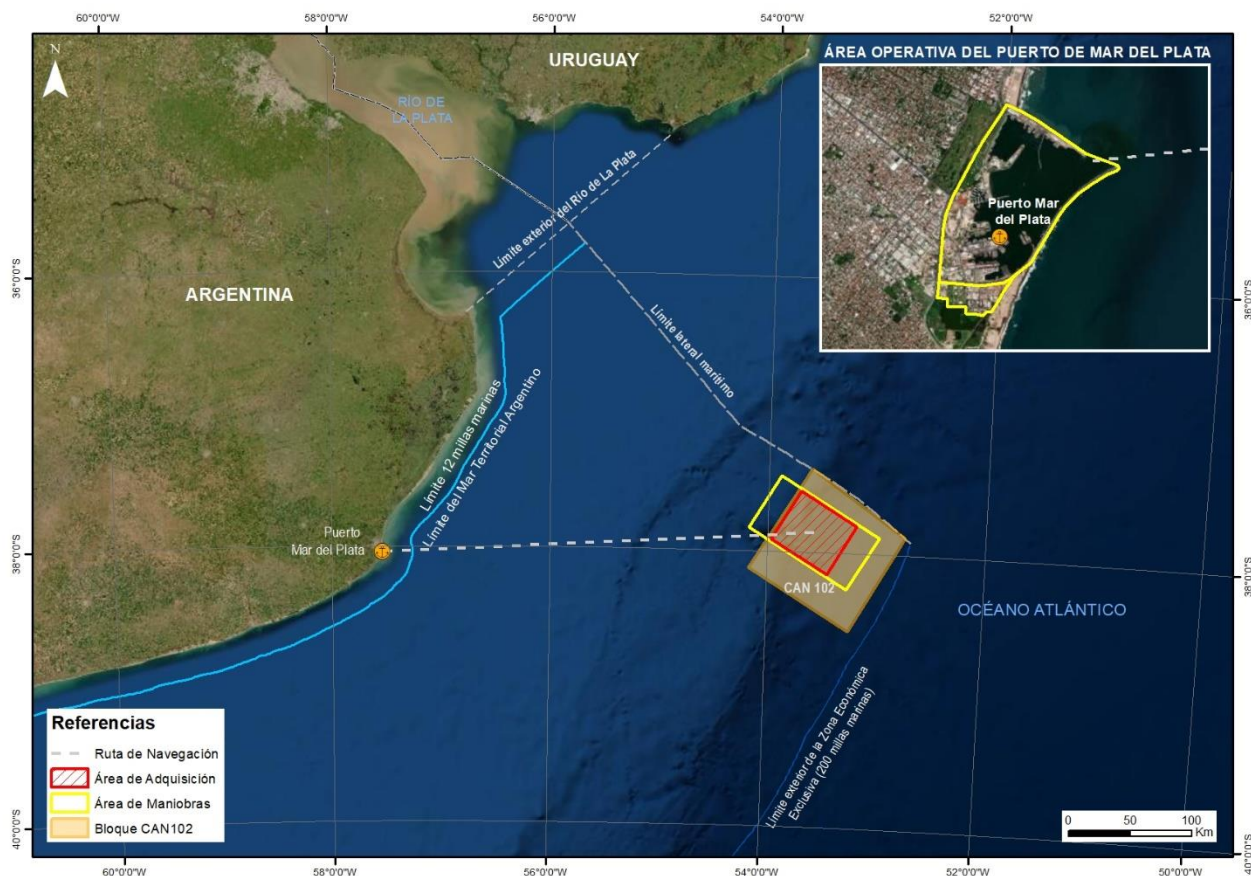 60°0'0"W
58°0'0"W
56°0'0"W
54°0'0"W
52°0'0"W
N
URUGUAY
ÁREA OPERATIVA DEL PUERTO DE MAR DEL PLATA
RÍO DE
LA PLATA
Límite exterior del Río de La Plata
Puerto Mar
del Plata
36°0'0"S
36°0'0"S
ARGENTINA
Límite lateral marítimo
Límite 12 millas marinas
Límite del Mar Territorial Argentino
Puerto
Mar del Plata
38°0'0"S
38°0'0"S
CAN 102
OCÉANO ATLÁNTICO
Límite exterior de la Zona Económica
Exclusiva (200 millas marinas)
Referencias
Ruta de Navegación
Área de Adquisición
Área de Maniobras
Bloque CAN102
0 50 100
Km
40°0'0"S
40°0'0"S
60°0'0"W
58°0'0"W
56°0'0"W
54°0'0"W
52°0'0"W
50°0'0"W